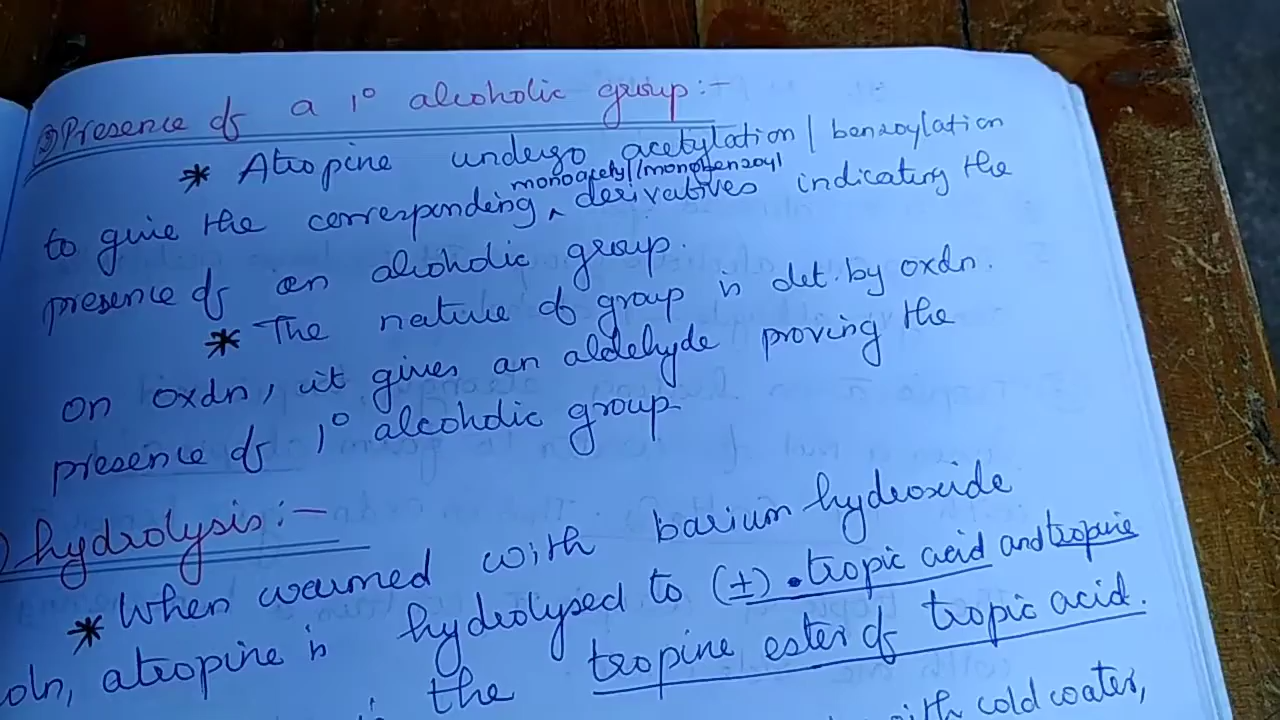 ③ Presence of a 1° alcoholic group:-
* Atropine undergo acetylation / benzoylation
monoacetyl/monobenzoyl
to give the corresponding ^ derivatives indicating the
presence of an alcoholic group.
* The nature of group is det. by oxdn.
on oxdn, it gives an aldehyde proving the
presence of 1° alcoholic group
) hydrolysis:-
* When warmed with barium hydroxide
oln, atropine is hydrolysed to (±) tropic acid and tropine
the tropine ester of tropic acid.
with cold water,